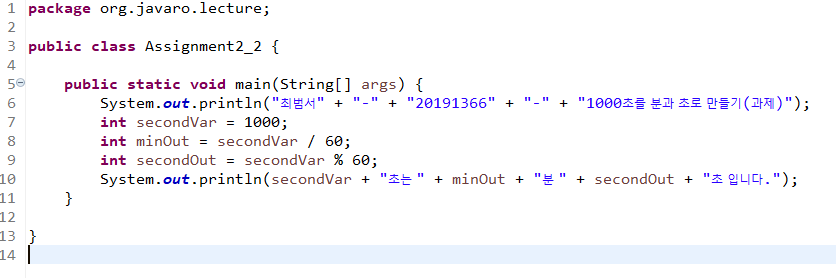 1 package org.javaro.lecture;
2
3 public class Assignment2_2 {
4
5 public static void main(String[] args) {
6 System.out.println("최범서" + "-" + "20191366" + "-" + "1000초를 분과 초로 만들기(과제)");
7 int secondVar = 1000;
8 int minOut = secondVar / 60;
9 int secondOut = secondVar % 60;
10 System.out.println(secondVar + "초는 " + minOut + "분 " + secondOut + "초 입니다.");
11 }
12
13 }
14